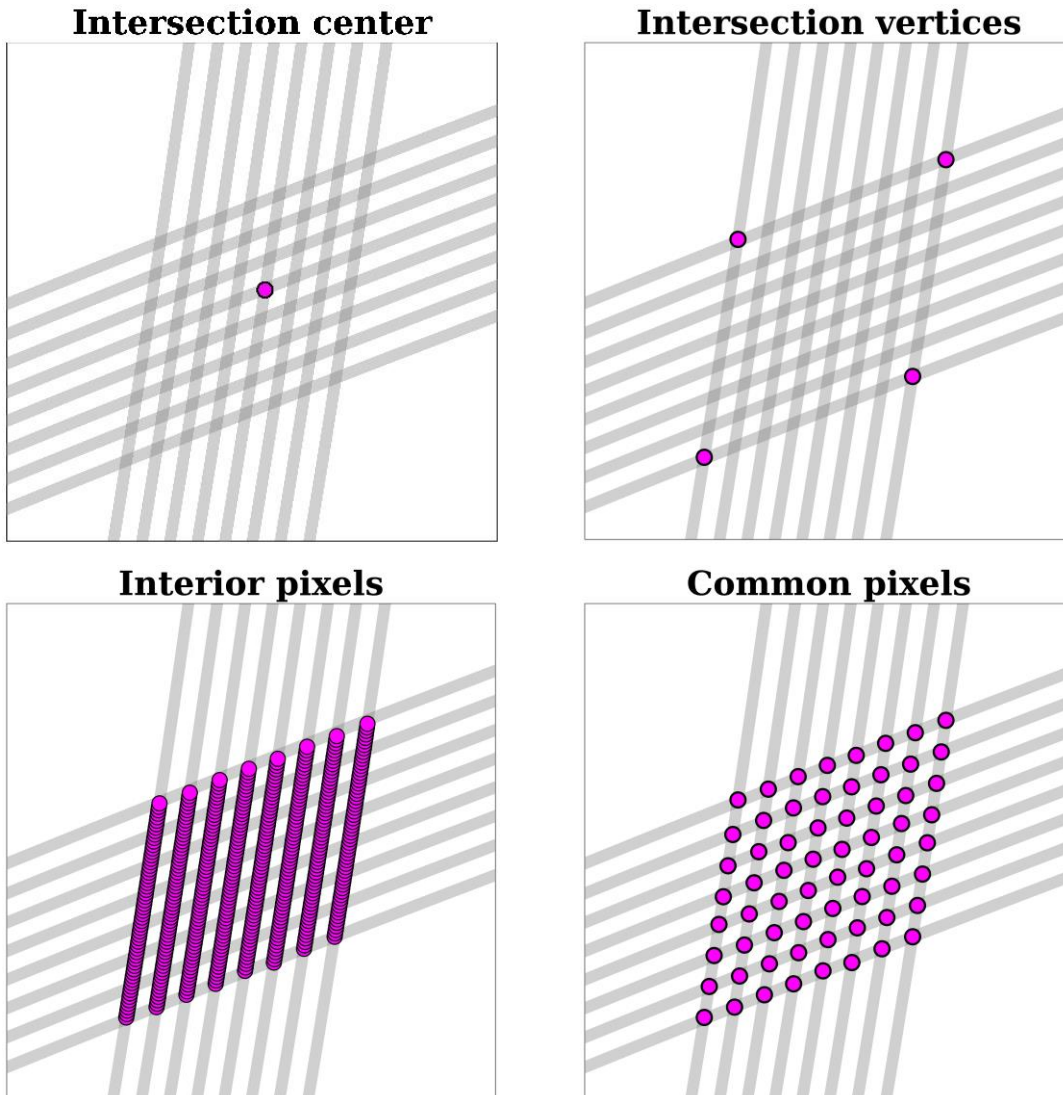 Intersection center
Intersection vertices
Interior pixels
Common pixels